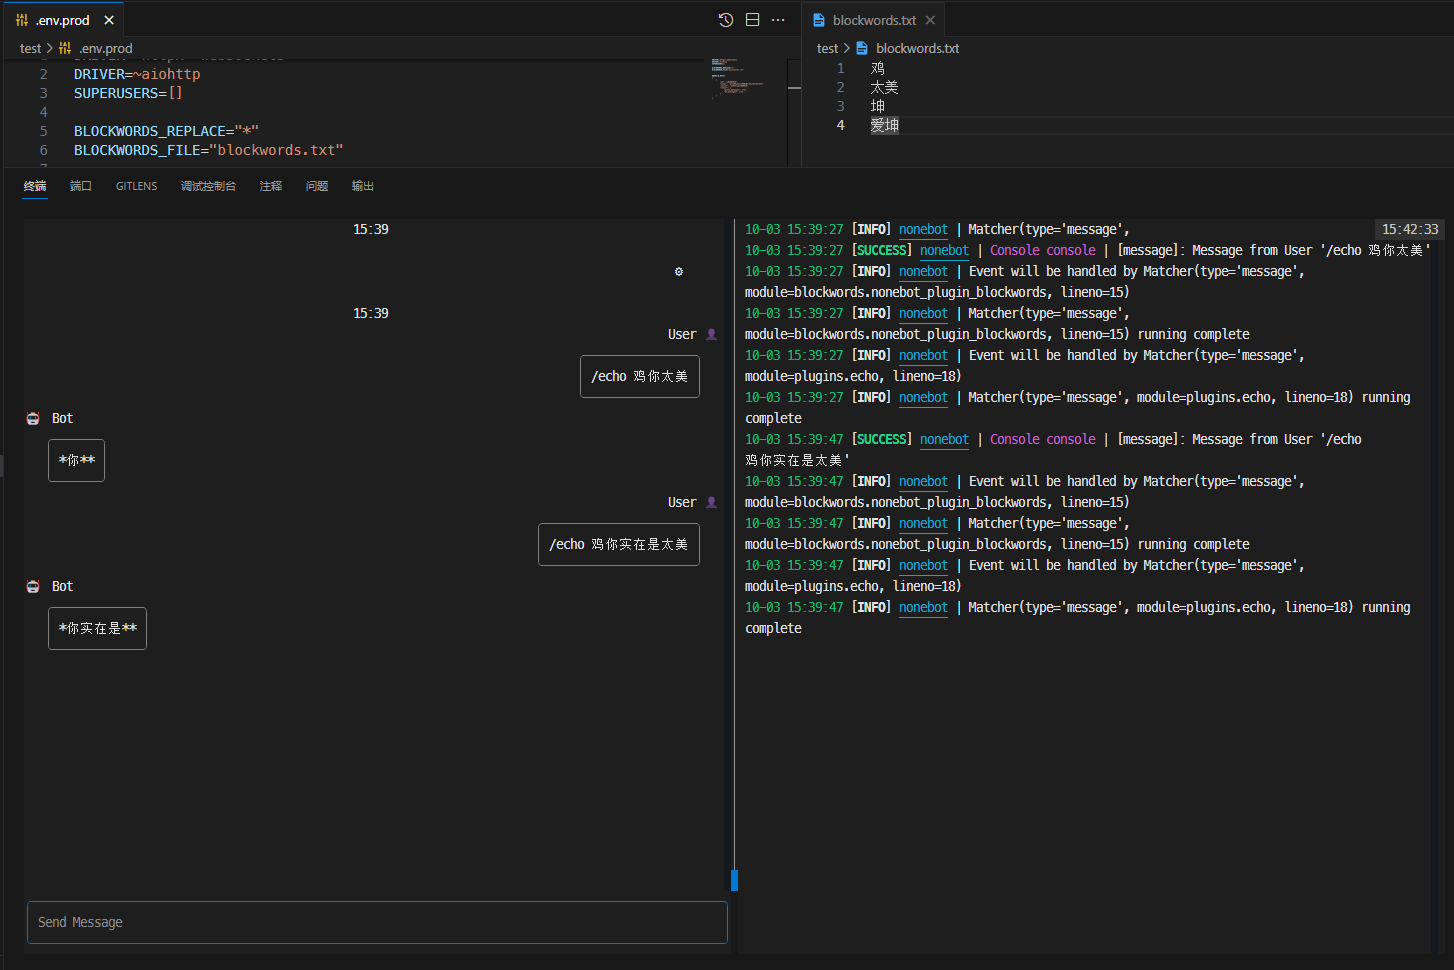 .env.prod
test > .env.prod
2 DRIVER=~aiohttp
3 SUPERUSERS=[]
4
5 BLOCKWORDS_REPLACE="*"
6 BLOCKWORDS_FILE="blockwords.txt"
blockwords.txt
test > blockwords.txt
1 鸡
2 太美
3 坤
4 爱坤
终端 端口 GITLENS 调试控制台 注释 问题 输出
15:39
15:39
User
/echo 鸡你太美
Bot
*你**
User
/echo 鸡你实在是太美
Bot
*你实在是**
Send Message
10-03 15:39:27 [INFO] nonebot | Matcher(type='message',
15:42:33
10-03 15:39:27 [SUCCESS] nonebot | Console console | [message]: Message from User '/echo 鸡你太美'
10-03 15:39:27 [INFO] nonebot | Event will be handled by Matcher(type='message',
module=blockwords.nonebot_plugin_blockwords, lineno=15)
10-03 15:39:27 [INFO] nonebot | Matcher(type='message',
module=blockwords.nonebot_plugin_blockwords, lineno=15) running complete
10-03 15:39:27 [INFO] nonebot | Event will be handled by Matcher(type='message',
module=plugins.echo, lineno=18)
10-03 15:39:27 [INFO] nonebot | Matcher(type='message', module=plugins.echo, lineno=18) running
complete
10-03 15:39:47 [SUCCESS] nonebot | Console console | [message]: Message from User '/echo
鸡你实在是太美'
10-03 15:39:47 [INFO] nonebot | Event will be handled by Matcher(type='message',
module=blockwords.nonebot_plugin_blockwords, lineno=15)
10-03 15:39:47 [INFO] nonebot | Matcher(type='message',
module=blockwords.nonebot_plugin_blockwords, lineno=15) running complete
10-03 15:39:47 [INFO] nonebot | Event will be handled by Matcher(type='message',
module=plugins.echo, lineno=18)
10-03 15:39:47 [INFO] nonebot | Matcher(type='message', module=plugins.echo, lineno=18) running
complete